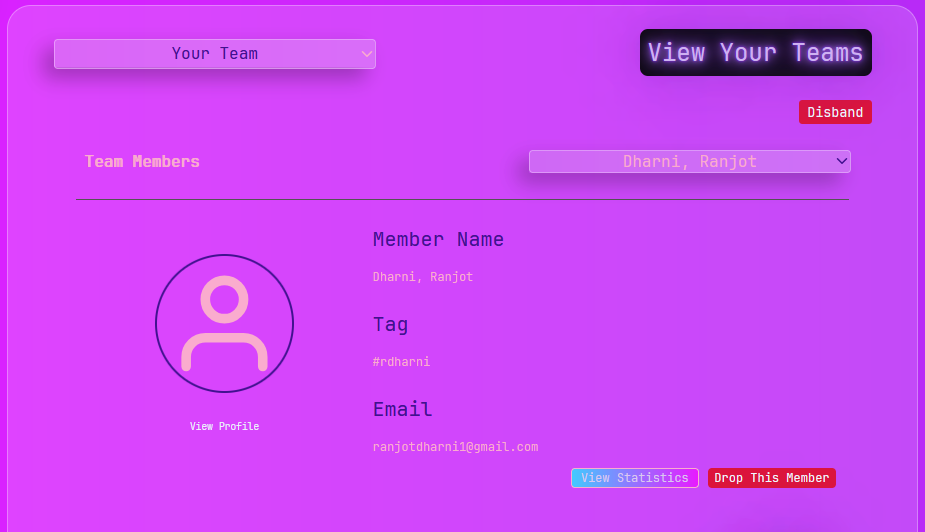 Your Team
View Your Teams
Disband
Team Members
Dharni, Ranjot
Member Name
Dharni, Ranjot
Tag
#rdharni
Email
ranjotdharni1@gmail.com
View Profile
View Statistics
Drop This Member